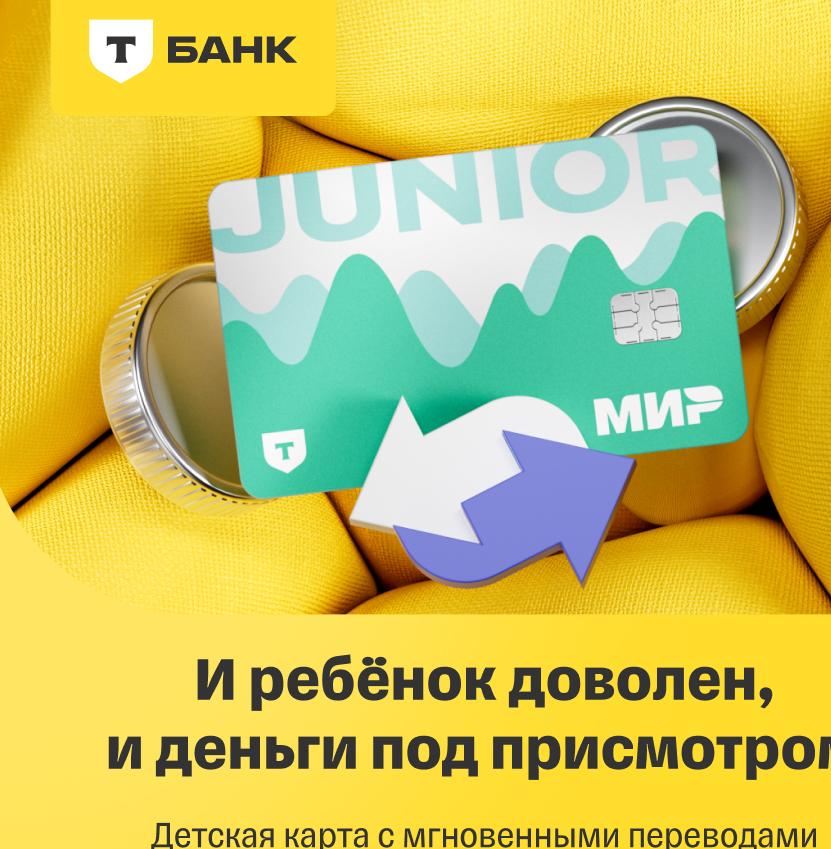 Т БАНК
JUNIOR
МИР
Т
И ребёнок доволен,
и деньги под присмотром
Детская карта с мгновенными переводами